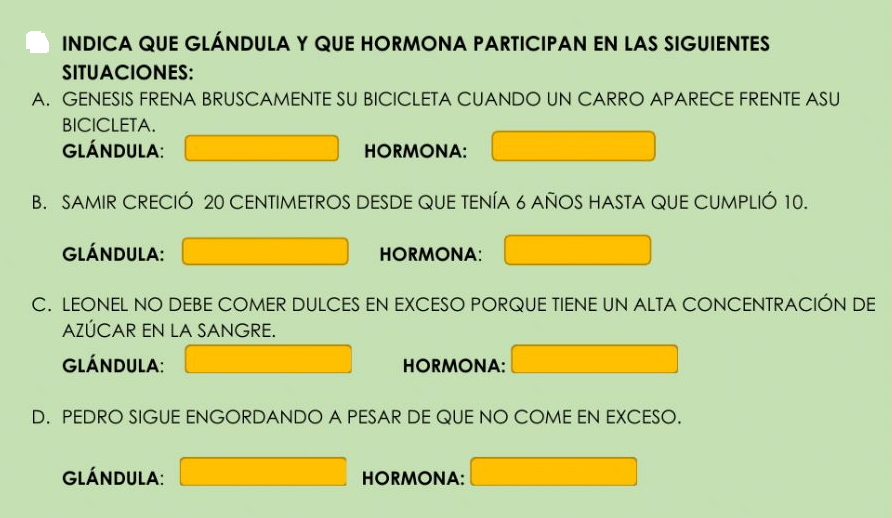 INDICA QUE GLÁNDULA Y QUE HORMONA PARTICIPAN EN LAS SIGUIENTES
SITUACIONES:
A. GENESIS FRENA BRUSCAMENTE SU BICICLETA CUANDO UN CARRO APARECE FRENTE ASU
BICICLETA.
GLÁNDULA: HORMONA:
B. SAMIR CRECIÓ 20 CENTIMETROS DESDE QUE TENÍA 6 AÑOS HASTA QUE CUMPLIÓ 10.
GLÁNDULA: HORMONA:
C. LEONEL NO DEBE COMER DULCES EN EXCESO PORQUE TIENE UN ALTA CONCENTRACIÓN DE
AZÚCAR EN LA SANGRE.
GLÁNDULA: HORMONA:
D. PEDRO SIGUE ENGORDANDO A PESAR DE QUE NO COME EN EXCESO.
GLÁNDULA: HORMONA: